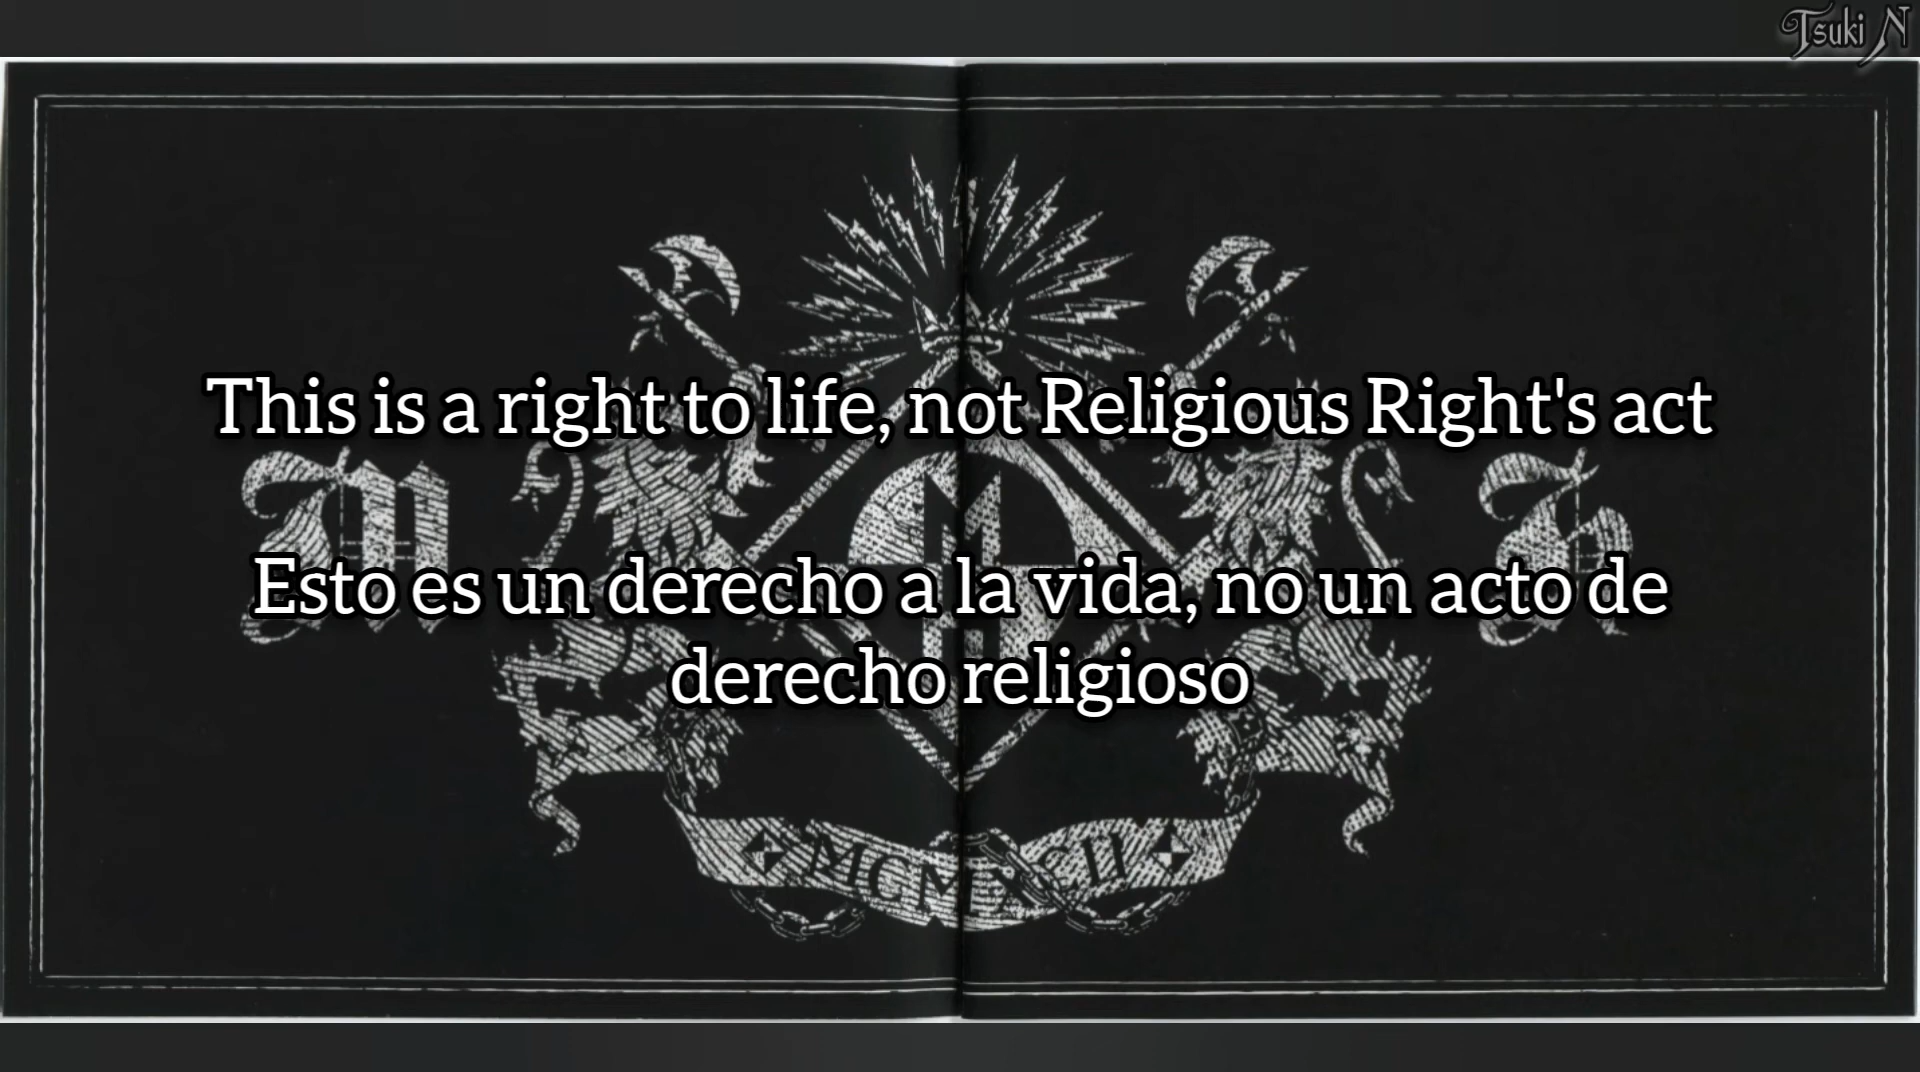 Tsuki N
This is a right to life, not Religious Right's act
M H
Esto es un derecho a la vida, no un acto de
derecho religioso
MCMXCII